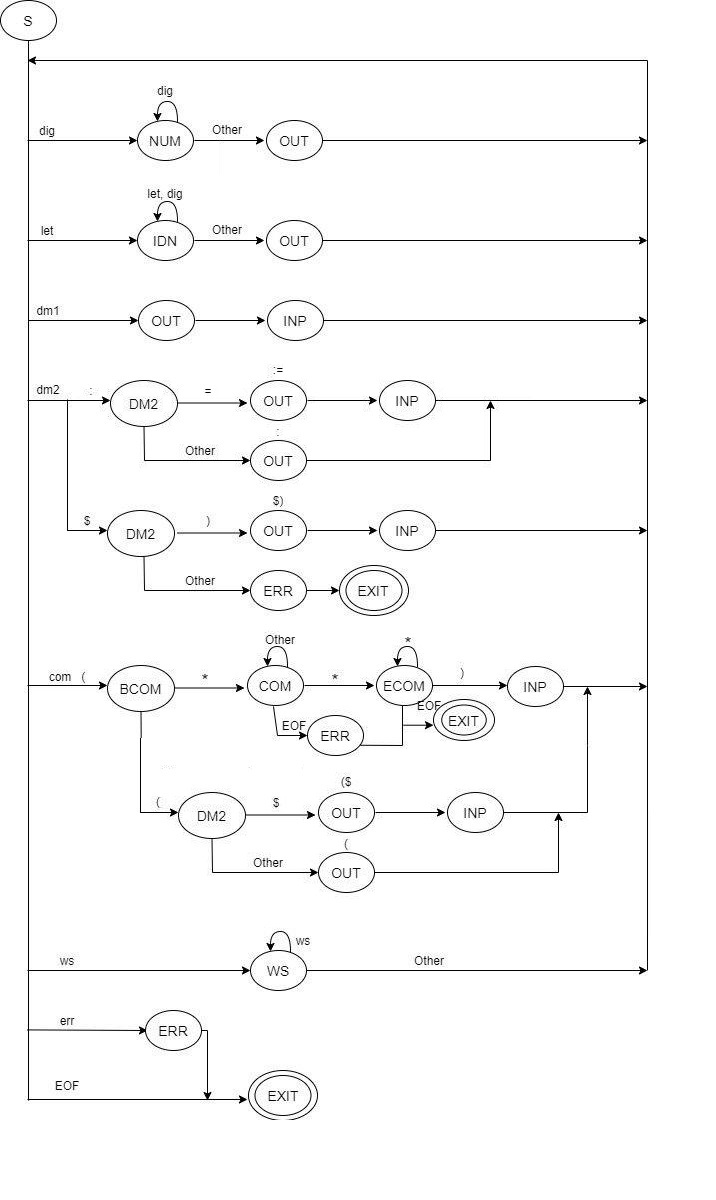 S
dig
dig NUM Other OUT
let, dig
let IDN Other OUT
dm1 OUT INP
:=
dm2 : DM2 = OUT INP
:
Other OUT
$)
$ DM2 ) OUT INP
Other ERR EXIT
Other *
com ( BCOM * COM * ECOM ) INP
EOF ERR EOF EXIT
($
( DM2 $ OUT INP
(
Other OUT
ws
ws WS Other
err ERR
EOF EXIT